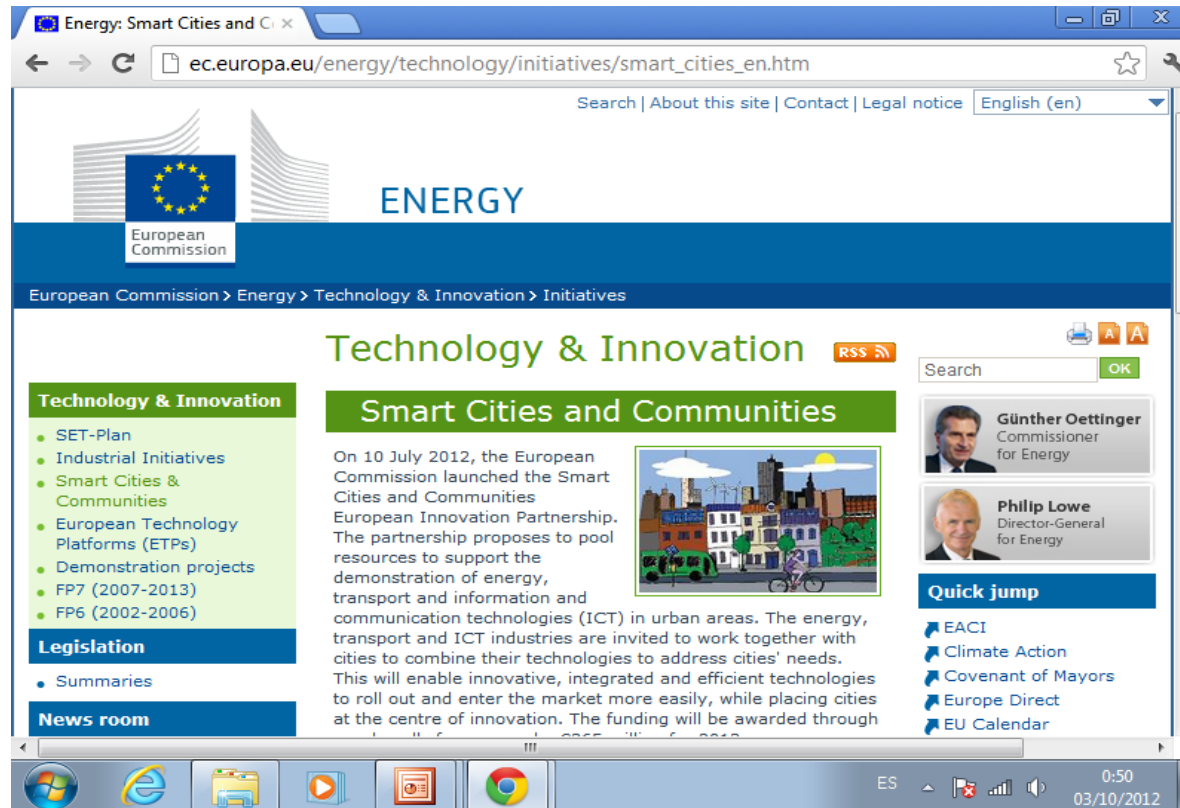 Energy: Smart Cities and C
ec.europa.eu/energy/technology/initiatives/smart_cities_en.htm
Search | About this site | Contact | Legal notice English (en)
European
Commission
ENERGY
European Commission > Energy > Technology & Innovation > Initiatives
Technology & Innovation
SET-Plan
Industrial Initiatives
Smart Cities &
Communities
European Technology
Platforms (ETPs)
Demonstration projects
FP7 (2007-2013)
FP6 (2002-2006)
Legislation
Summaries
News room
Technology & Innovation RSS
Smart Cities and Communities
On 10 July 2012, the European
Commission launched the Smart
Cities and Communities
European Innovation Partnership.
The partnership proposes to pool
resources to support the
demonstration of energy,
transport and information and
communication technologies (ICT) in urban areas. The energy,
transport and ICT industries are invited to work together with
cities to combine their technologies to address cities' needs.
This will enable innovative, integrated and efficient technologies
to roll out and enter the market more easily, while placing cities
at the centre of innovation. The funding will be awarded through
A A
Search OK
Günther Oettinger
Commissioner
for Energy
Philip Lowe
Director-General
for Energy
Quick jump
EACI
Climate Action
Covenant of Mayors
Europe Direct
EU Calendar
ES
0:50
03/10/2012